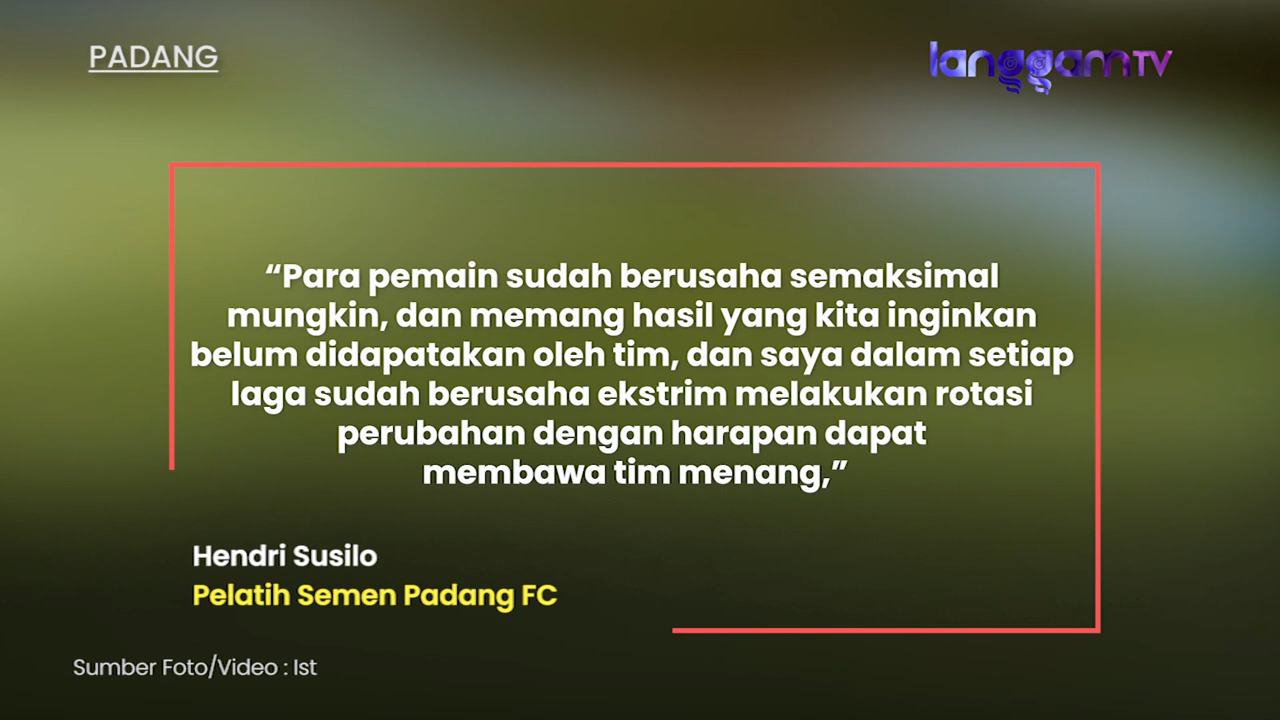 PADANG
langgamTV
“Para pemain sudah berusaha semaksimal
mungkin, dan memang hasil yang kita inginkan
belum didapatakan oleh tim, dan saya dalam setiap
laga sudah berusaha ekstrim melakukan rotasi
perubahan dengan harapan dapat
membawa tim menang,”
Hendri Susilo
Pelatih Semen Padang FC
Sumber Foto/Video : Ist